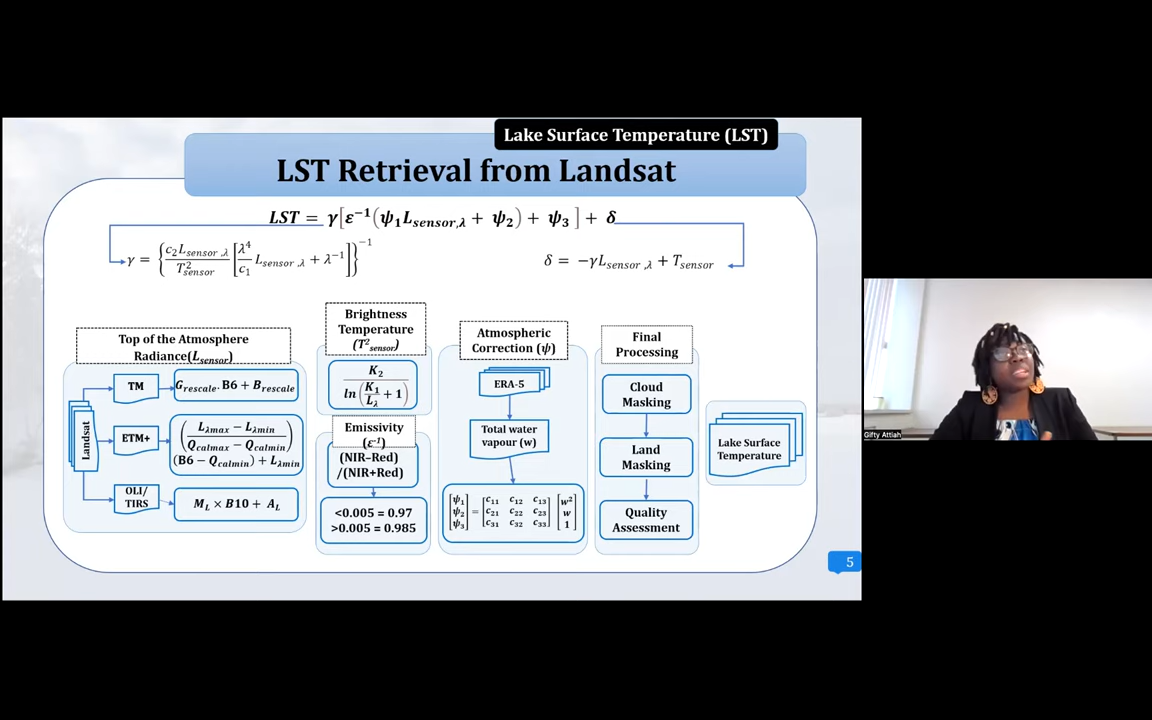 Lake Surface Temperature (LST)
LST Retrieval from Landsat
LST = γ[ε⁻¹(ψ₁L_sensor,λ + ψ₂) + ψ₃] + δ
γ = {c₂L_sensor,λ / T²_sensor [λ⁴/c₁ L_sensor,λ + λ⁻¹]}⁻¹
δ = −γL_sensor,λ + T_sensor
Top of the Atmosphere
Radiance(L_sensor)
Landsat
TM
G_rescale.B6 + B_rescale
ETM+
(L_λmax − L_λmin / Q_calmax − Q_calmin)
(B6 − Q_calmin) + L_λmin
OLI/
TIRS
M_L × B10 + A_L
Brightness
Temperature
(T²_sensor)
K₂ / ln(K₁/L_λ + 1)
Emissivity
(ε⁻¹)
(NIR–Red)
/(NIR+Red)
<0.005 = 0.97
>0.005 = 0.985
Atmospheric
Correction (ψ)
ERA-5
Total water
vapour (w)
[ψ₁] = [c₁₁ c₁₂ c₁₃] [w²]
[ψ₂] [c₂₁ c₂₂ c₂₃] [w]
[ψ₃] [c₃₁ c₃₂ c₃₃] [1]
Final
Processing
Cloud
Masking
Land
Masking
Quality
Assessment
Lake Surface
Temperature
5
Gifty Attiah